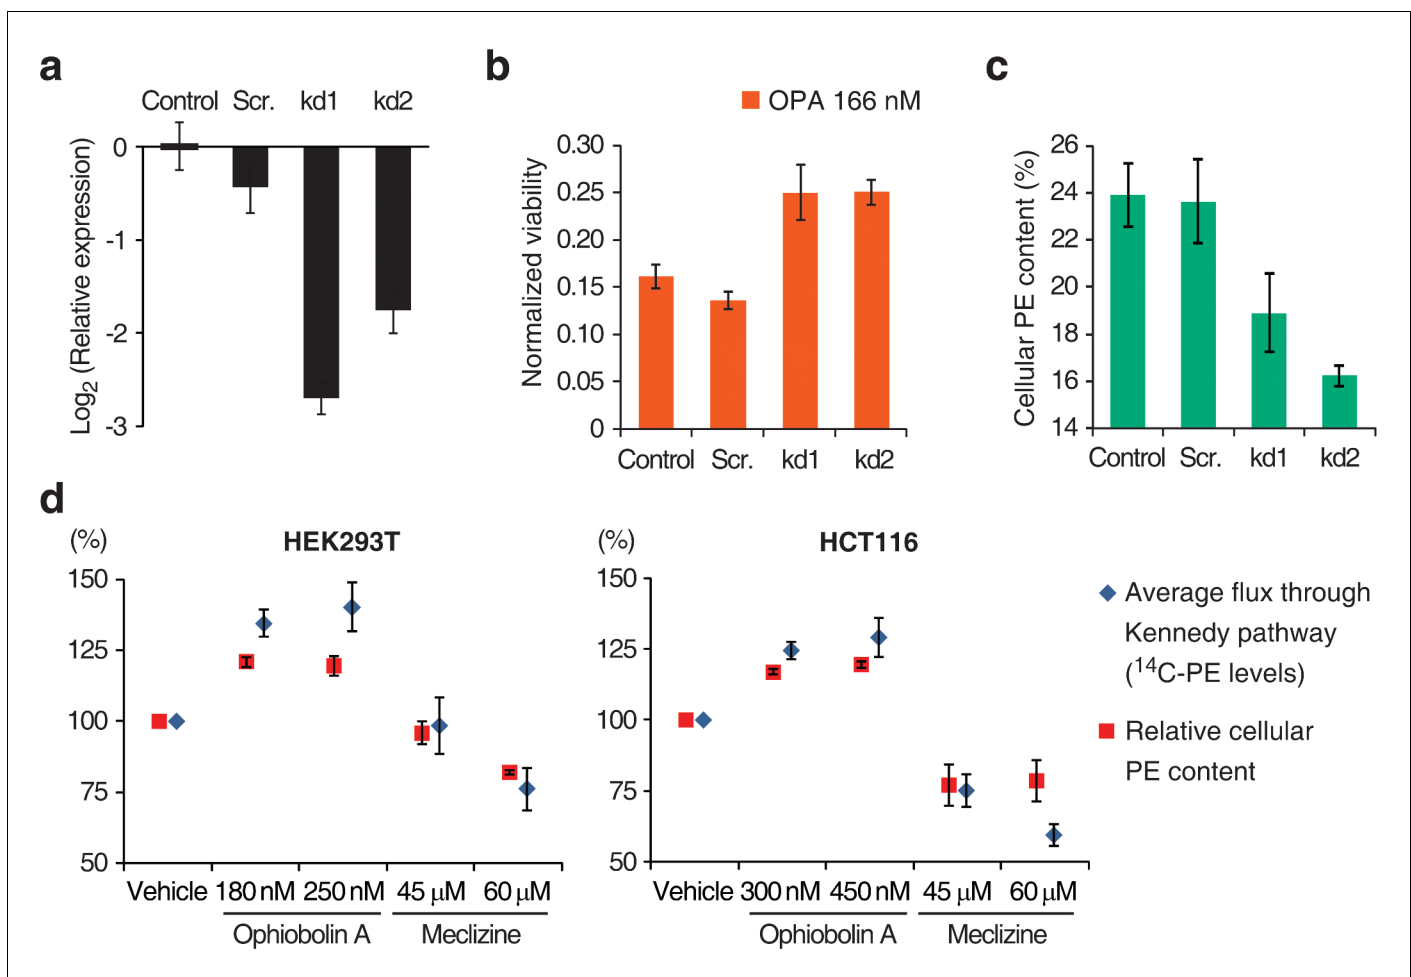 a
Control Scr. kd1 kd2
Log2 (Relative expression)
0
-1
-2
-3
b
OPA 166 nM
Normalized viability
0.30
0.25
0.20
0.15
0.10
0.05
0
Control Scr. kd1 kd2
c
Cellular PE content (%)
26
24
22
20
18
16
14
Control Scr. kd1 kd2
d
(%)
HEK293T
150
125
100
75
50
Vehicle 180 nM 250 nM 45 μM 60 μM
Ophiobolin A Meclizine
(%)
HCT116
150
125
100
75
50
Vehicle 300 nM 450 nM 45 μM 60 μM
Ophiobolin A Meclizine
Average flux through
Kennedy pathway
(14C-PE levels)
Relative cellular
PE content